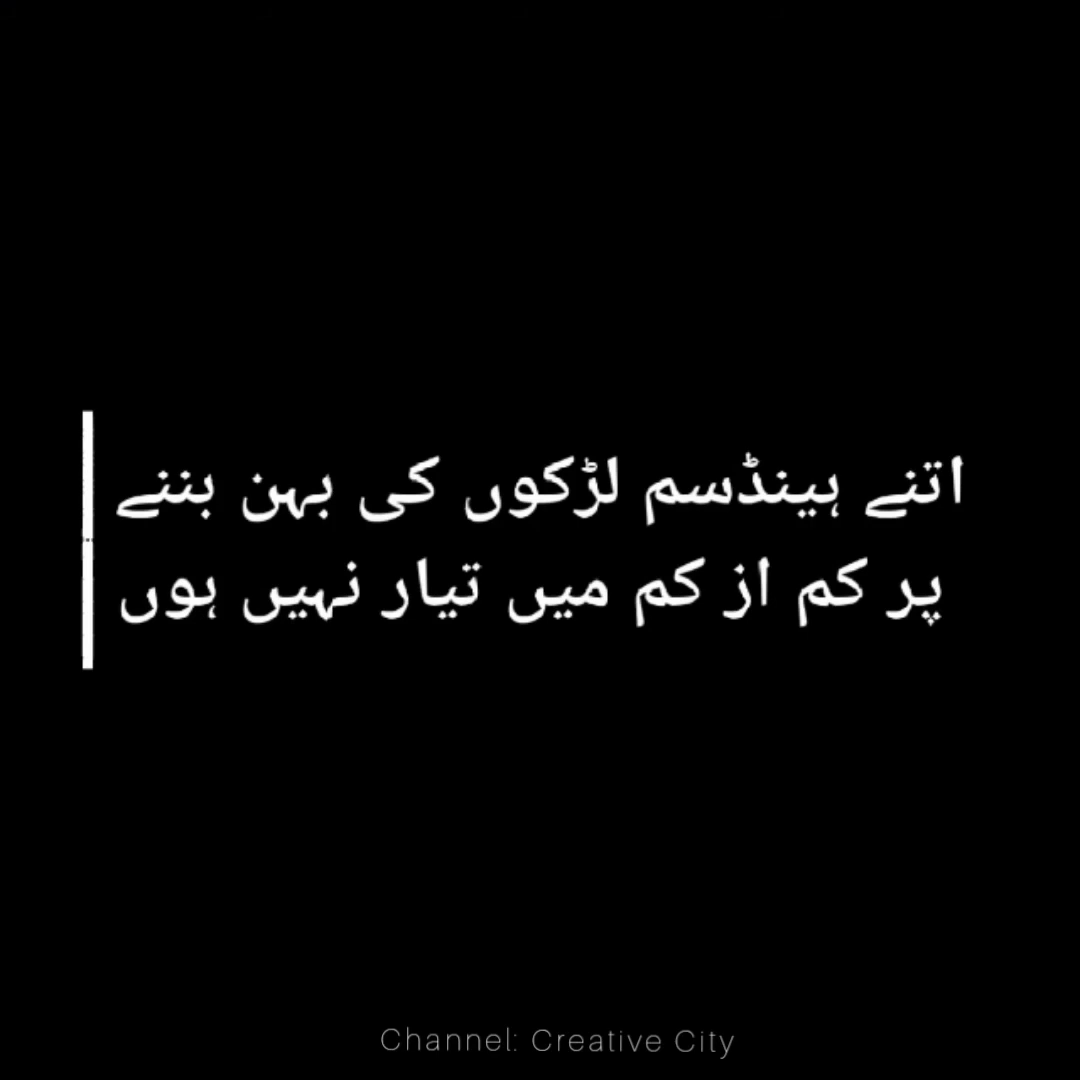 اتنے ہینڈسم لڑکوں کی بہن بننے
پر کم از کم میں تیار نہیں ہوں
Channel: Creative City